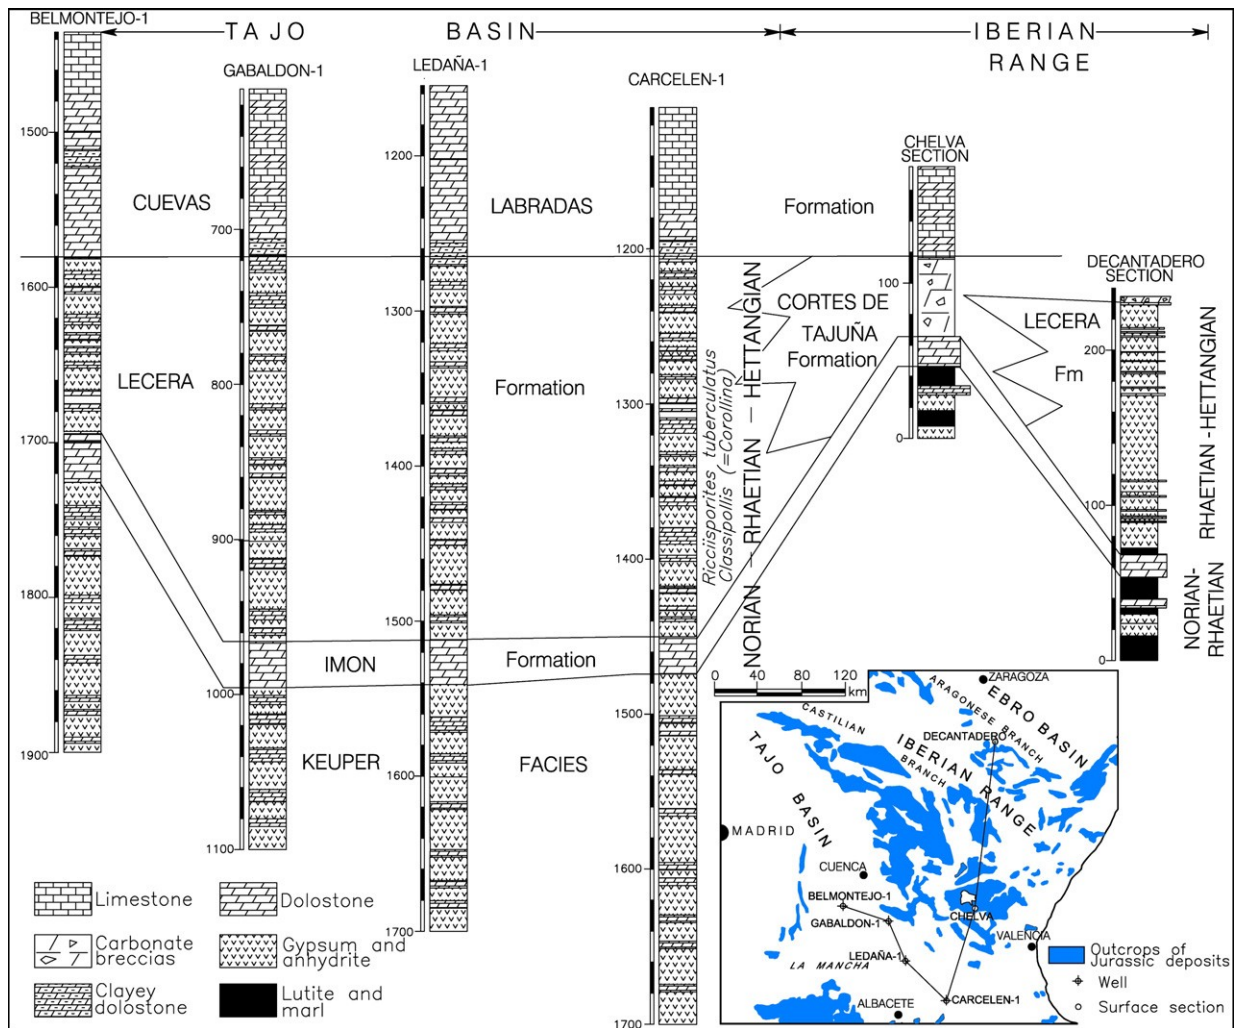 BELMONTEJO-1
TAJO BASIN
IBERIAN
RANGE
GABALDON-1
LEDAÑA-1
CARCELEN-1
CHELVA
SECTION
DECANTADERO
SECTION
1500
1600
1700
1800
1900
700
800
900
1000
1100
1200
1300
1400
1500
1600
1700
1200
1300
1400
1500
1600
1700
100
0
200
100
0
CUEVAS LABRADAS Formation
LECERA Formation
CORTES DE
TAJUÑA
Formation
LECERA
Fm
IMON Formation
KEUPER FACIES
Ricciisporites tuberculatus
Classipollis (=Corollina)
NORIAN – RHAETIAN – HETTANGIAN
RHAETIAN -HETTANGIAN
NORIAN-
RHAETIAN
Limestone
Dolostone
Carbonate
breccias
Gypsum and
anhydrite
Clayey
dolostone
Lutite and
marl
0 40 80 120
km
ZARAGOZA
ARAGONESE BRANCH
EBRO BASIN
CASTILIAN
BRANCH
DECANTADERO
IBERIAN RANGE
TAJO BASIN
MADRID
CUENCA
BELMONTEJO-1
GABALDON-1
CHELVA
VALENCIA
LEDAÑA-1
LA MANCHA
CARCELEN-1
ALBACETE
Outcrops of
Jurassic deposits
Well
Surface section